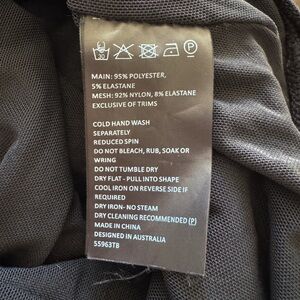 30 P
MAIN: 95% POLYESTER,
5% ELASTANE
MESH: 92% NYLON, 8% ELASTANE
EXCLUSIVE OF TRIMS
COLD HAND WASH
SEPARATELY
REDUCED SPIN
DO NOT BLEACH, RUB, SOAK OR
WRING
DO NOT TUMBLE DRY
DRY FLAT - PULL INTO SHAPE
COOL IRON ON REVERSE SIDE IF
REQUIRED
DRY IRON- NO STEAM
DRY CLEANING RECOMMENDED (P)
MADE IN CHINA
DESIGNED IN AUSTRALIA
55963TB